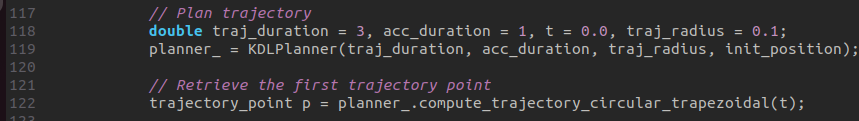 117 // Plan trajectory
118 double traj_duration = 3, acc_duration = 1, t = 0.0, traj_radius = 0.1;
119 planner_ = KDLPlanner(traj_duration, acc_duration, traj_radius, init_position);
120
121 // Retrieve the first trajectory point
122 trajectory_point p = planner_.compute_trajectory_circular_trapezoidal(t);
123